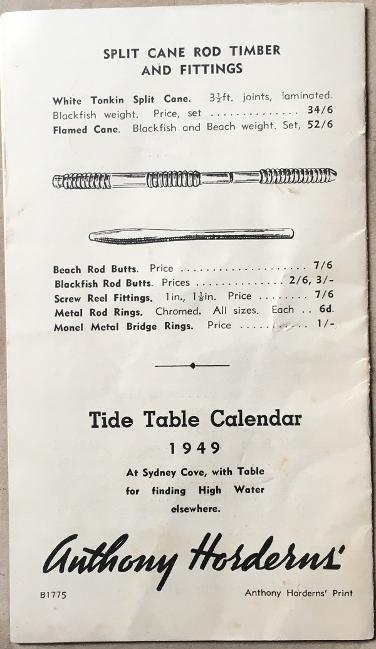 SPLIT CANE ROD TIMBER
AND FITTINGS
White Tonkin Split Cane. 3½ft. joints, laminated.
Blackfish weight. Price, set .............. 34/6
Flamed Cane. Blackfish and Beach weight. Set, 52/6
Beach Rod Butts. Price ..................... 7/6
Blackfish Rod Butts. Prices ............ 2/6, 3/-
Screw Reel Fittings, 1in., 1⅛in. Price ........ 7/6
Metal Rod Rings. Chromed. All sizes. Each .. 6d.
Monel Metal Bridge Rings. Price ............ 1/-
Tide Table Calendar
1949
At Sydney Cove, with Table
for finding High Water
elsewhere.
Anthony Horderns'
B1775 Anthony Horderns' Print